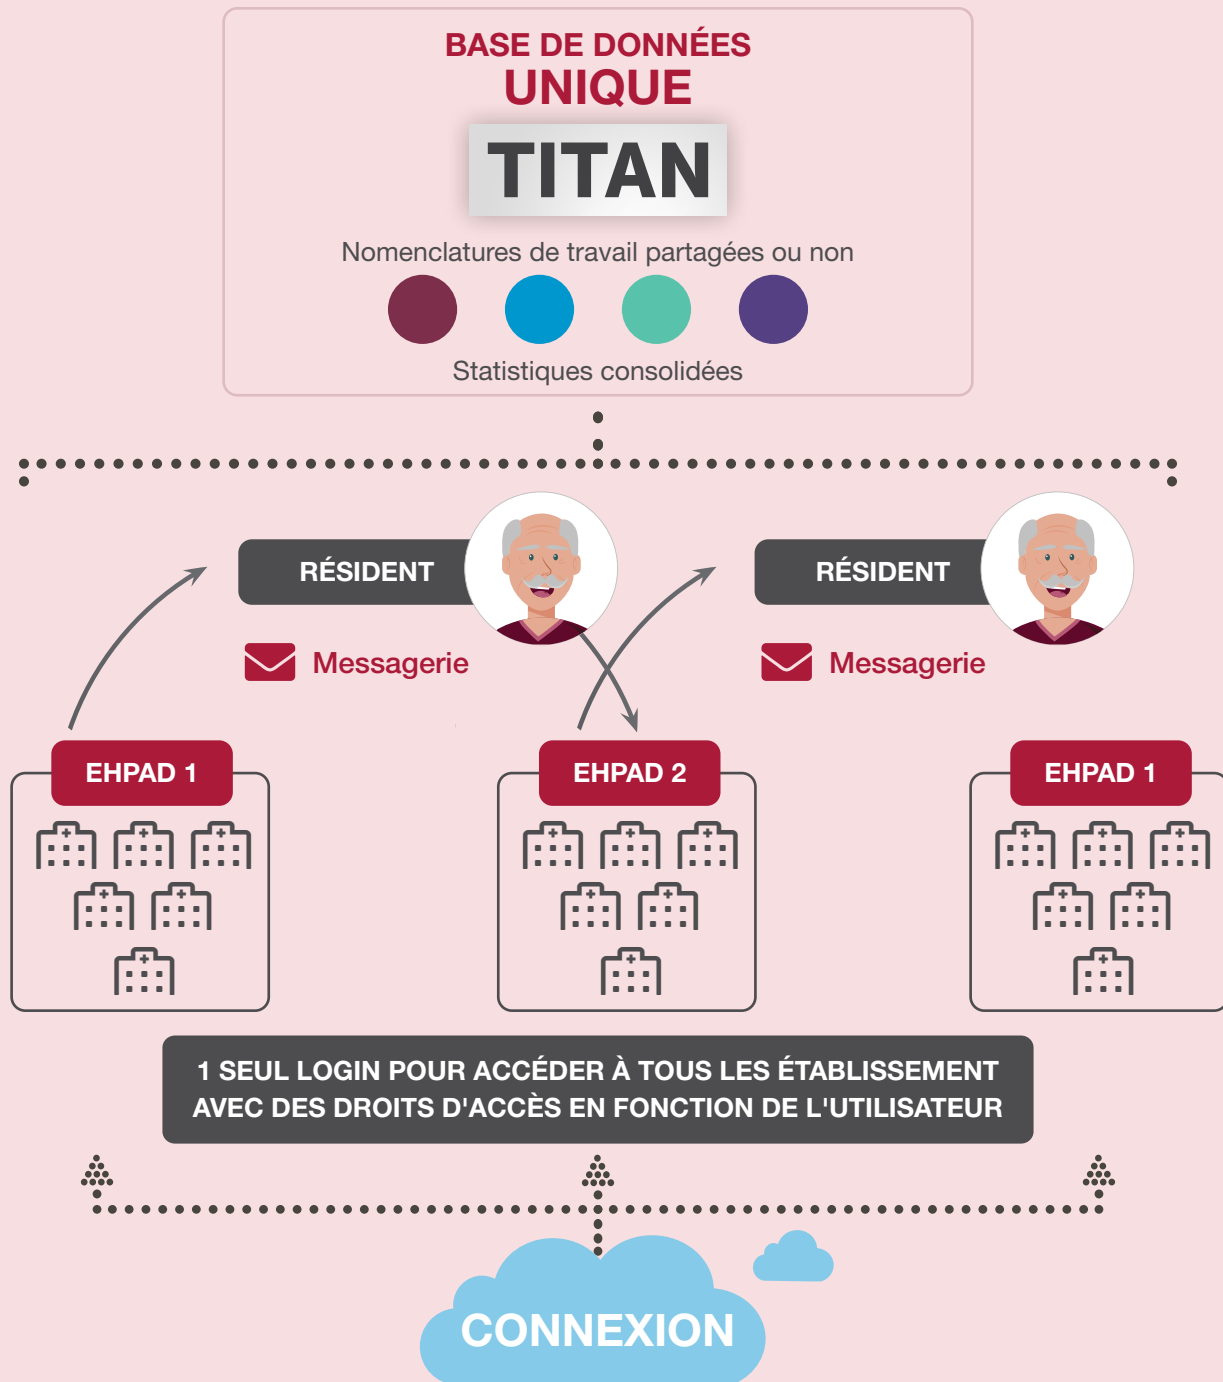 BASE DE DONNÉES
UNIQUE
TITAN
Nomenclatures de travail partagées ou non
Statistiques consolidées
RÉSIDENT
RÉSIDENT
Messagerie
Messagerie
EHPAD 1
EHPAD 2
EHPAD 1
1 SEUL LOGIN POUR ACCÉDER À TOUS LES ÉTABLISSEMENT
AVEC DES DROITS D'ACCÈS EN FONCTION DE L'UTILISATEUR
CONNEXION